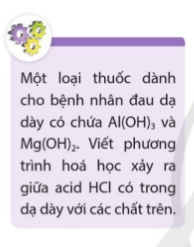 Một loại thuốc dành
cho bệnh nhân đau dạ
dày có chứa Al(OH)₃ và
Mg(OH)₂. Viết phương
trình hoá học xảy ra
giữa acid HCl có trong
dạ dày với các chất trên.